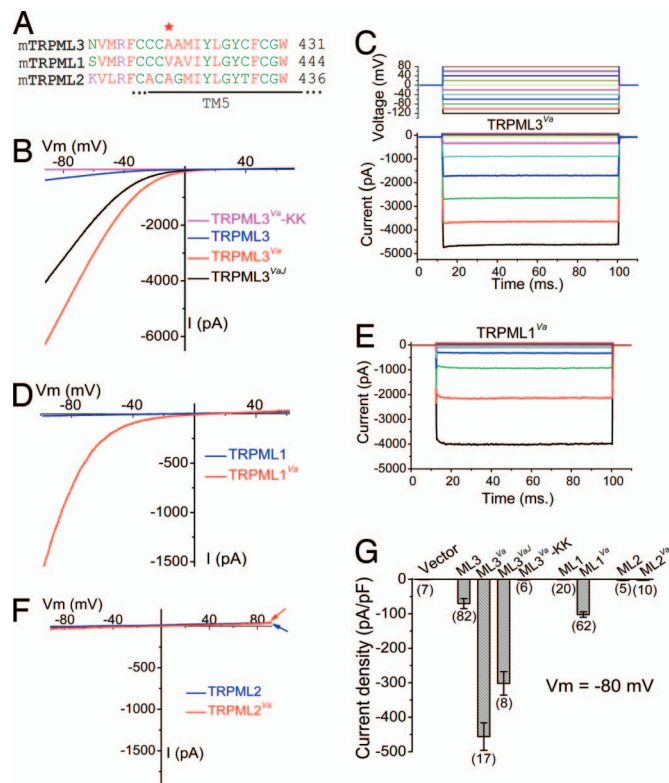 A
mTRPML3 NVMRFCCCAAMIYLGYCFCGW 431
mTRPML1 SVMRFCCCVAVIYLGYCFCGW 444
mTRPML2 KVLRFCACAGMIYLGYTFCGW 436
TM5
B
Vm (mV)
-80 -40 0 40
-2000
-4000
-6000
I (pA)
TRPML3Va-KK
TRPML3
TRPML3Va
TRPML3VaJ
C
Voltage (mV)
80
40
0
-40
-80
-120
TRPML3Va
Current (pA)
0
-1000
-2000
-3000
-4000
-5000
0 20 40 60 80 100
Time (ms.)
D
Vm (mV)
-80 -40 0 40
-500
-1000
-1500
I (pA)
TRPML1
TRPML1Va
E
TRPML1Va
Current (pA)
0
-1000
-2000
-3000
-4000
5000
0 20 40 60 80 100
Time (ms.)
F
Vm (mV)
-80 -40 0 40 80
-500
-1000
-1500
I (pA)
TRPML2
TRPML2Va
G
Vector ML3 ML3Va ML3VaJ ML3Va-KK ML1 ML1Va ML2 ML2Va
Current density (pA/pF)
0
-100
-200
-300
-400
-500
(7) (82) (17) (8) (6) (20) (62) (5) (10)
Vm = -80 mV